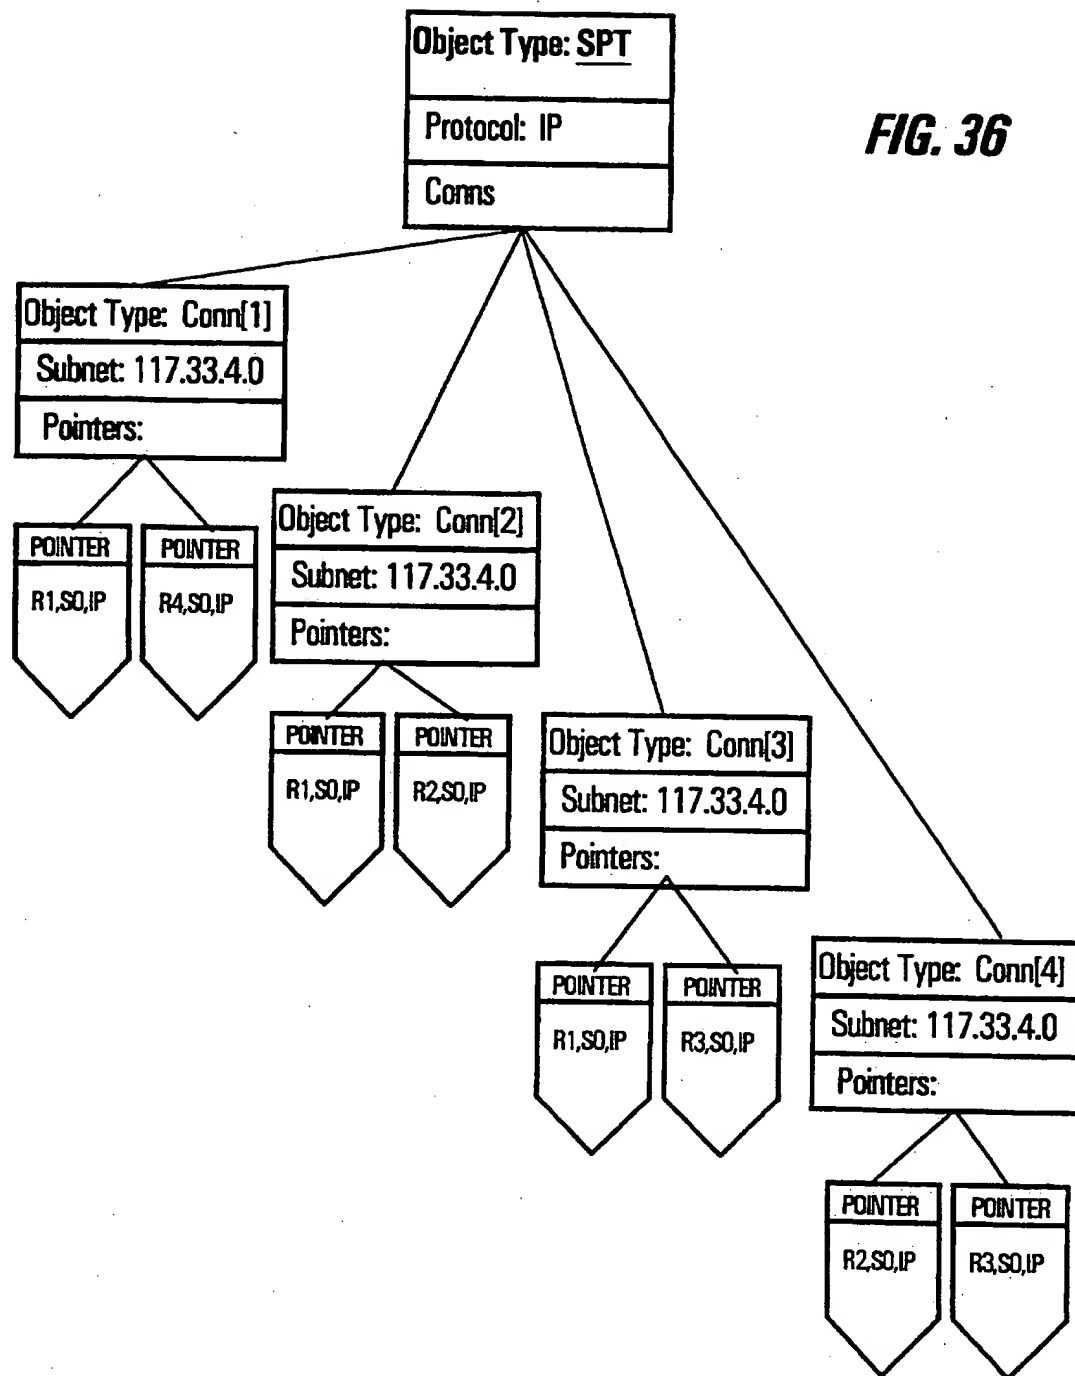 Object Type: SPT
Protocol: IP
Conns
FIG. 36
Object Type: Conn[1]
Subnet: 117.33.4.0
Pointers:
POINTER
R1,S0,IP
POINTER
R4,S0,IP
Object Type: Conn[2]
Subnet: 117.33.4.0
Pointers:
POINTER
R1,S0,IP
POINTER
R2,S0,IP
Object Type: Conn[3]
Subnet: 117.33.4.0
Pointers:
POINTER
R1,S0,IP
POINTER
R3,S0,IP
Object Type: Conn[4]
Subnet: 117.33.4.0
Pointers:
POINTER
R2,S0,IP
POINTER
R3,S0,IP